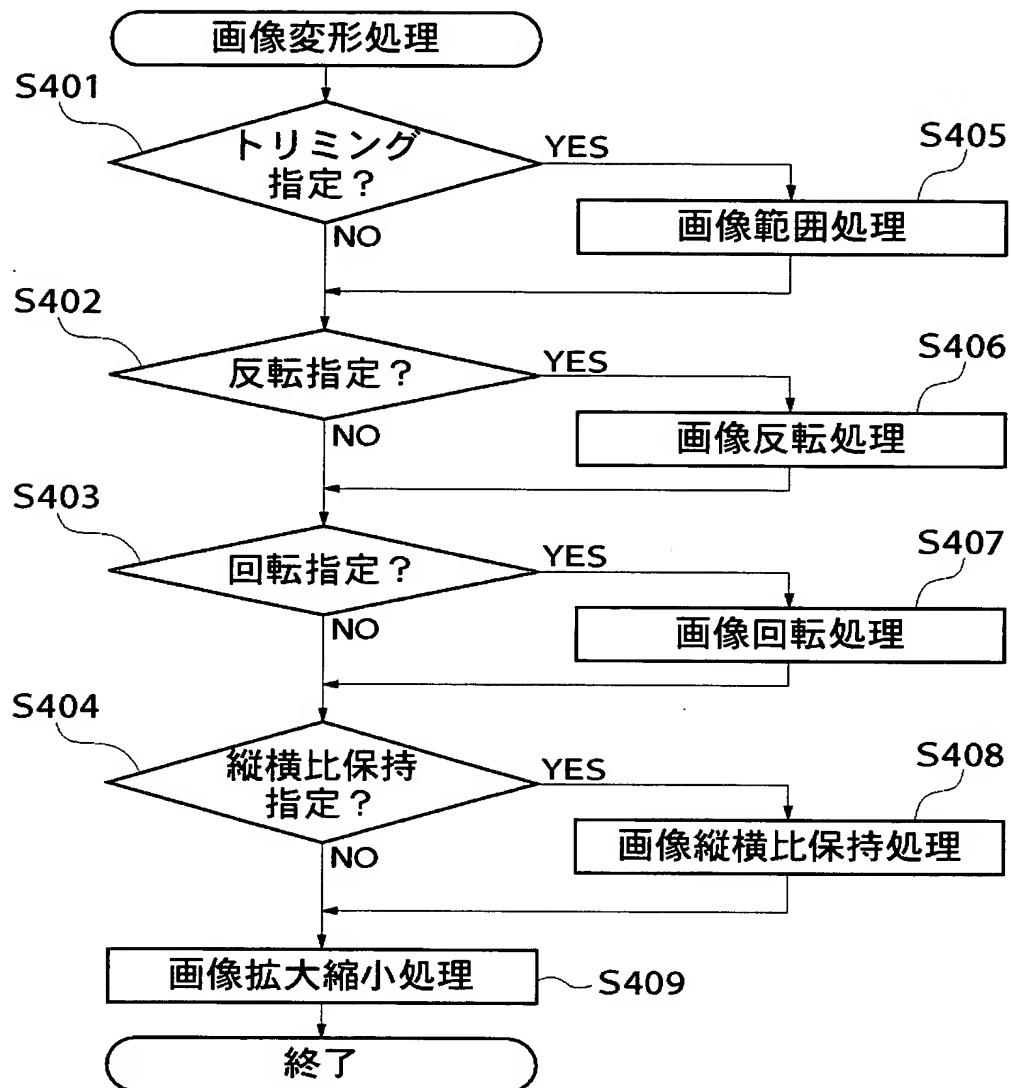 画像変形処理
S401
トリミング
指定？
YES
S405
画像範囲処理
NO
S402
反転指定？
YES
S406
画像反転処理
NO
S403
回転指定？
YES
S407
画像回転処理
NO
S404
縦横比保持
指定？
YES
S408
画像縦横比保持処理
NO
画像拡大縮小処理
S409
終了